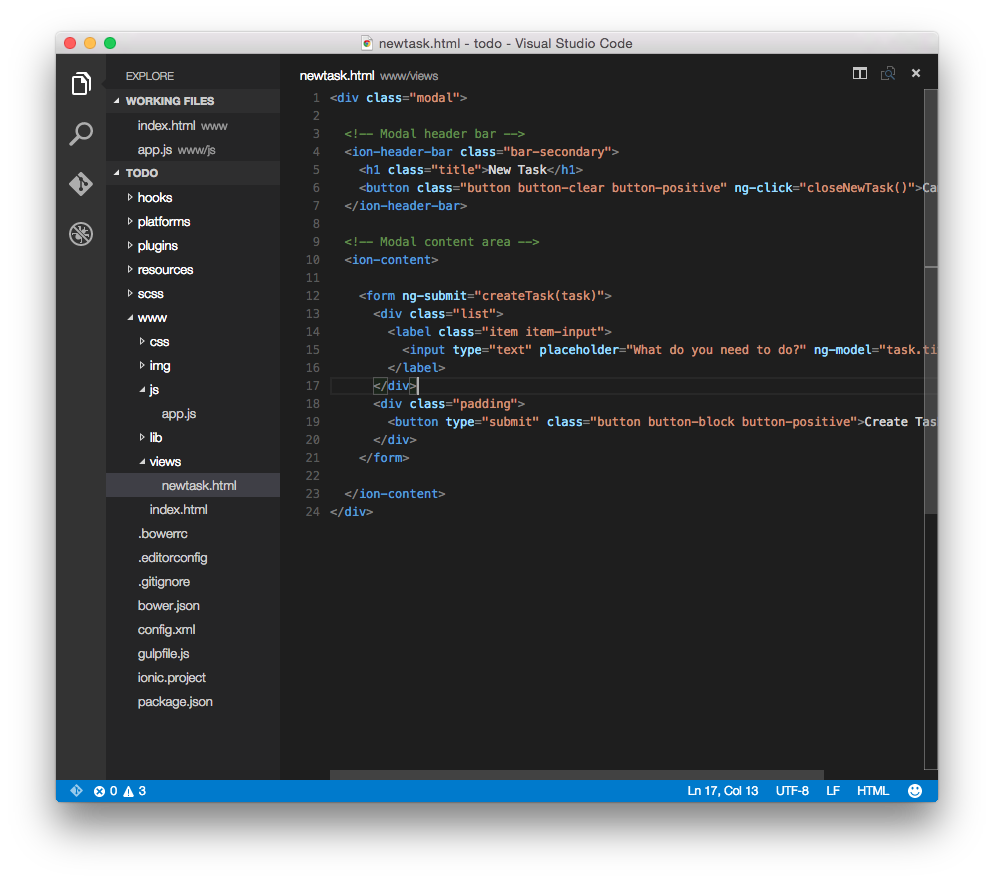 newtask.html - todo - Visual Studio Code
EXPLORE
WORKING FILES
index.html www
app.js www/js
TODO
hooks
platforms
plugins
resources
scss
www
css
img
js
app.js
lib
views
newtask.html
index.html
.bowerrc
.editorconfig
.gitignore
bower.json
config.xml
gulpfile.js
ionic.project
package.json
newtask.html www/views
1 <div class="modal">
2
3 <!-- Modal header bar -->
4 <ion-header-bar class="bar-secondary">
5 <h1 class="title">New Task</h1>
6 <button class="button button-clear button-positive" ng-click="closeNewTask()">Ca
7 </ion-header-bar>
8
9 <!-- Modal content area -->
10 <ion-content>
11
12 <form ng-submit="createTask(task)">
13 <div class="list">
14 <label class="item item-input">
15 <input type="text" placeholder="What do you need to do?" ng-model="task.ti
16 </label>
17 </div>
18 <div class="padding">
19 <button type="submit" class="button button-block button-positive">Create Tas
20 </div>
21 </form>
22
23 </ion-content>
24 </div>
0 3 Ln 17, Col 13 UTF-8 LF HTML